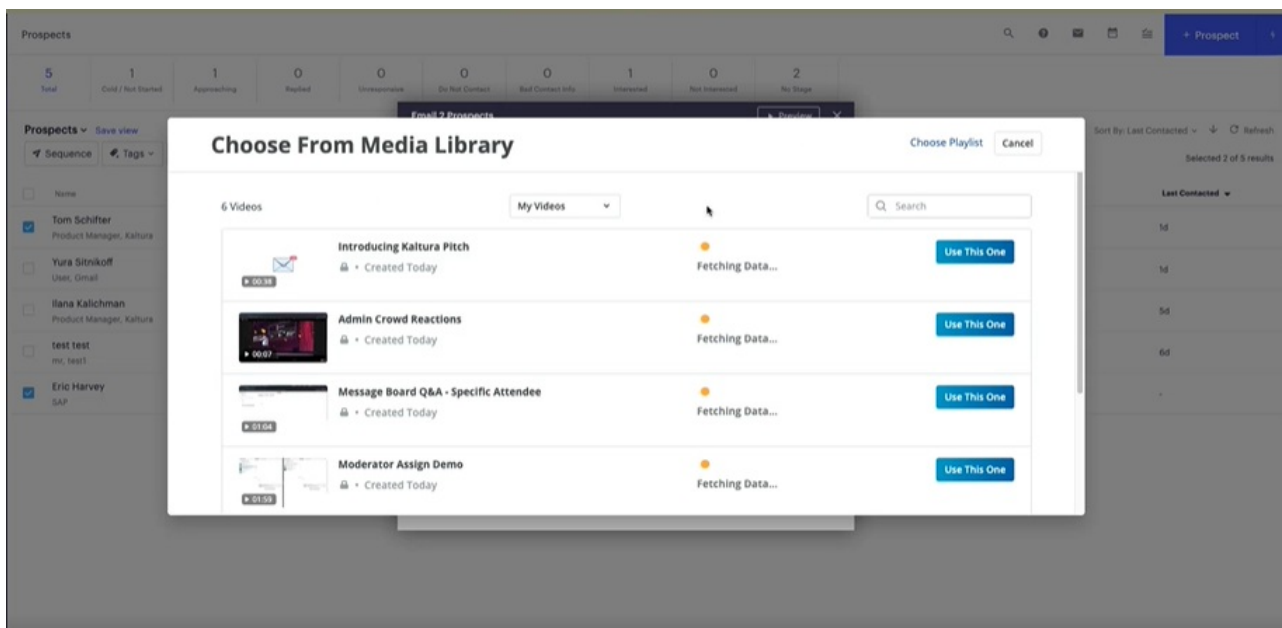 Prospects
+ Prospect
5
Total
1
Cold / Not Started
1
Approaching
0
Replied
0
Unresponsive
0
Do Not Contact
0
Bad Contact Info
1
Interested
0
Not Interested
2
No Stage
Email 2 Prospects
Preview
Prospects Save view
Sort By: Last Contacted Refresh
Sequence Tags
Selected 2 of 5 results
Name
Last Contacted
Tom Schifter
Product Manager, Kaltura
1d
Yura Sitnikoff
User, Gmail
1d
Ilana Kalichman
Product Manager, Kaltura
5d
test test
mr, test1
6d
Eric Harvey
SAP
-
Choose From Media Library
Choose Playlist Cancel
6 Videos
My Videos
Search
Introducing Kaltura Pitch
• Created Today
00:38
Fetching Data...
Use This One
Admin Crowd Reactions
• Created Today
00:07
Fetching Data...
Use This One
Message Board Q&A - Specific Attendee
• Created Today
01:04
Fetching Data...
Use This One
Moderator Assign Demo
• Created Today
01:55
Fetching Data...
Use This One